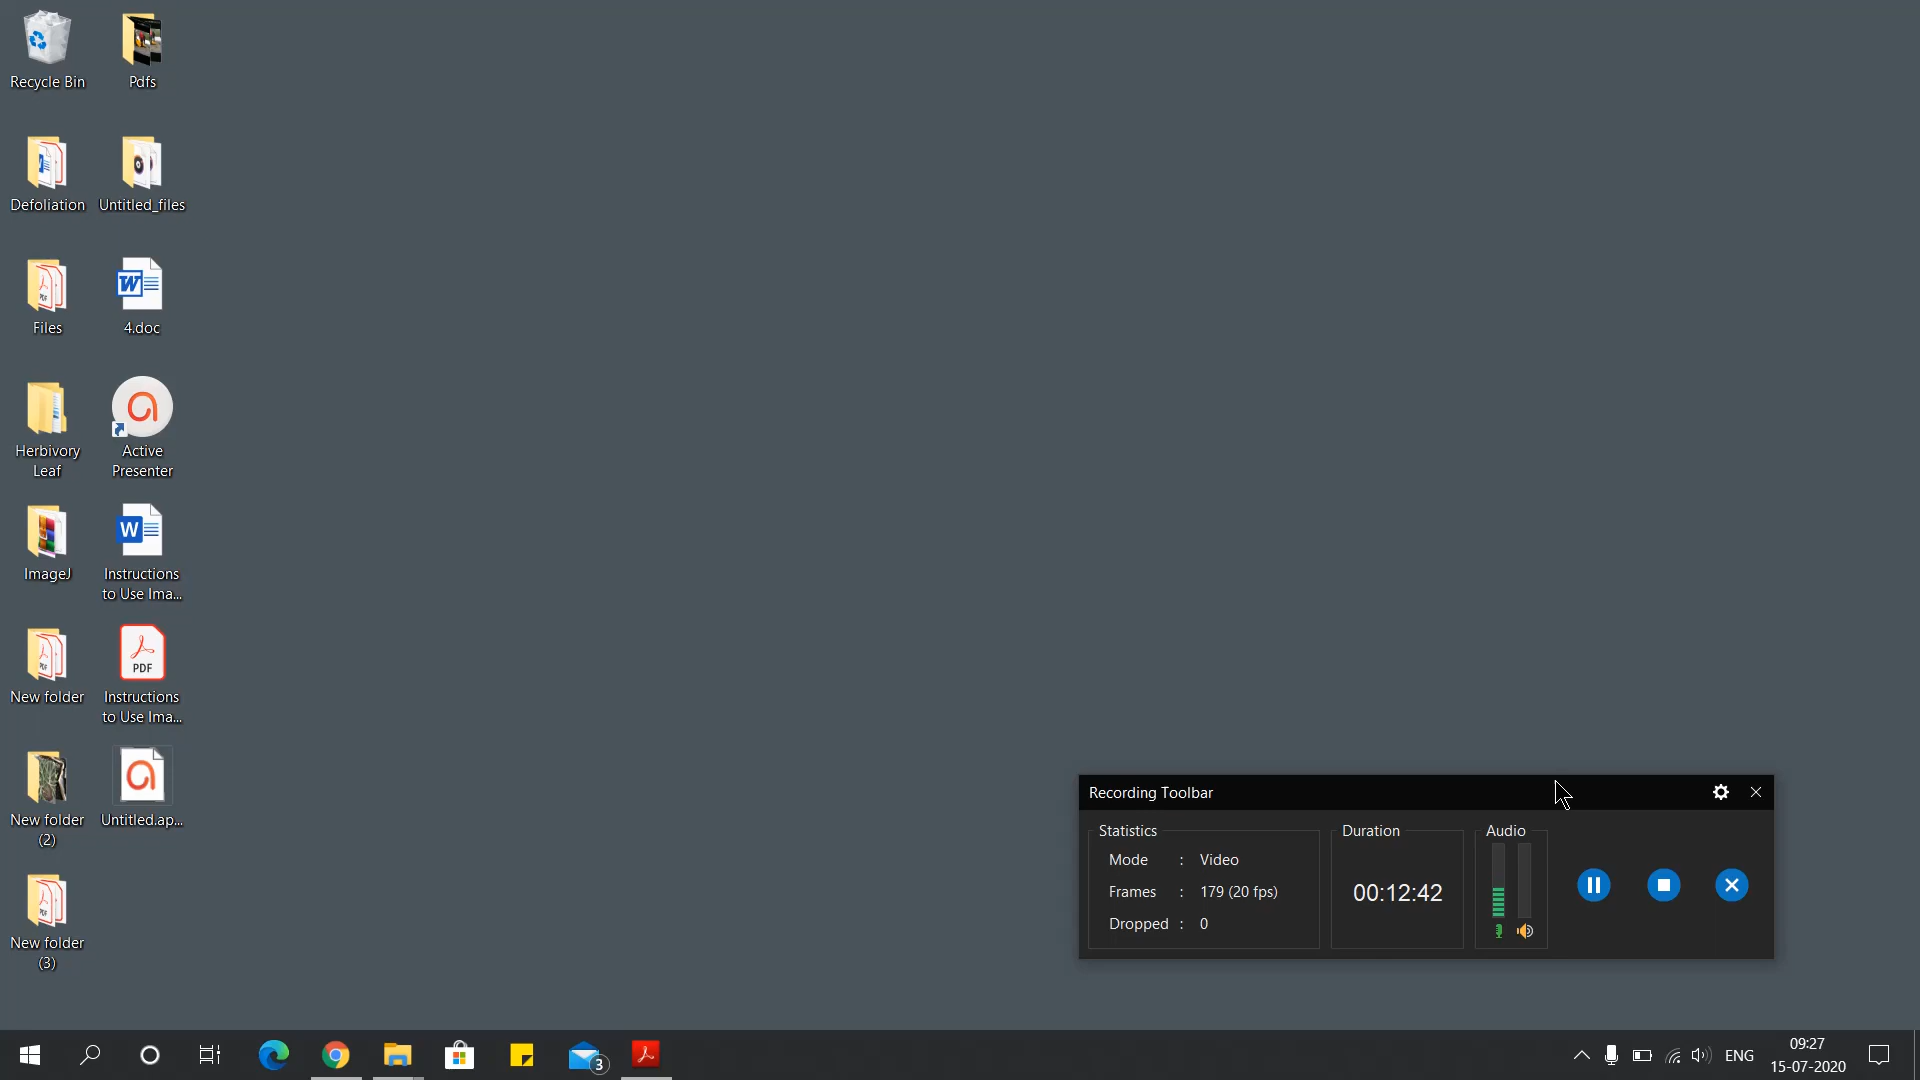 Recycle Bin
Pdfs
Defoliation
Untitled_files
Files
4.doc
Herbivory
Leaf
Active
Presenter
ImageJ
Instructions
to Use Ima...
New folder
PDF
Instructions
to Use Ima...
New folder
(2)
Untitled.ap...
New folder
(3)
Recording Toolbar
Statistics
Mode : Video
Frames : 179 (20 fps)
Dropped : 0
Duration
00:12:42
Audio
3
ENG
09:27
15-07-2020